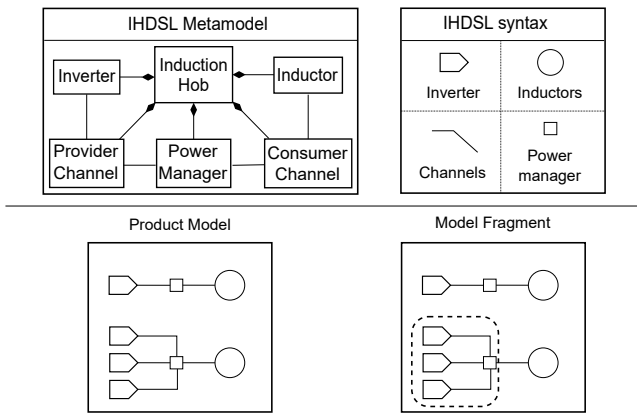 IHDSL Metamodel
Induction
Hob
Inverter
Inductor
Provider
Channel
Power
Manager
Consumer
Channel
IHDSL syntax
Inverter
Inductors
Channels
Power
manager
Product Model
Model Fragment